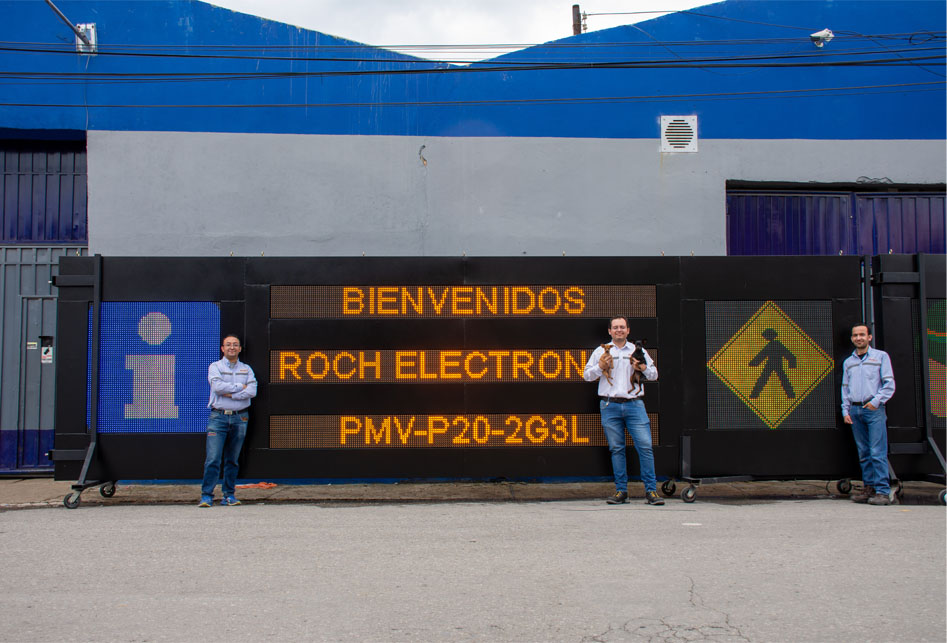 BIENVENIDOS
i
ROCH ELECTRON
PMV-P20-2G3L